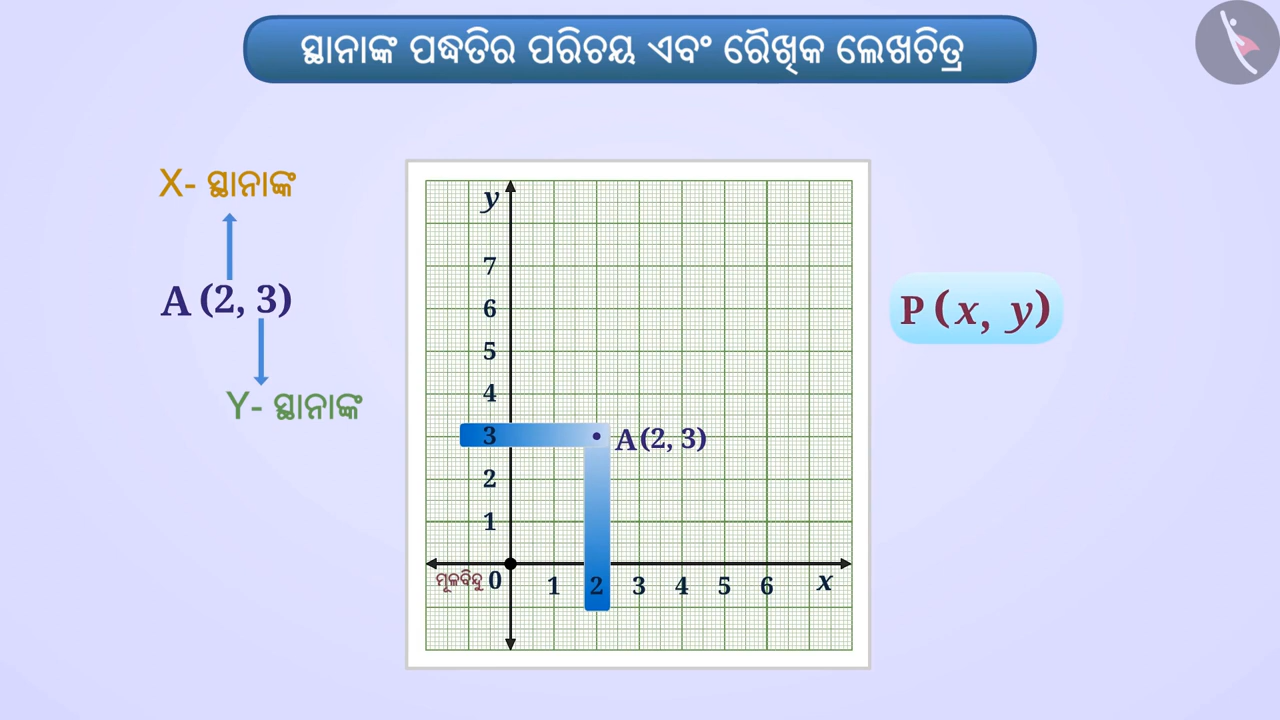 ସ୍ଥାନାଙ୍କ ପଦ୍ଧତିର ପରିଚୟ ଏବଂ ରୈଖିକ ଲେଖଚିତ୍ର
X- ସ୍ଥାନାଙ୍କ
A (2, 3)
Y- ସ୍ଥାନାଙ୍କ
y
7
6
5
4
3
2
1
A (2, 3)
ମୂଳବିନ୍ଦୁ 0 1 2 3 4 5 6 x
P (x, y)